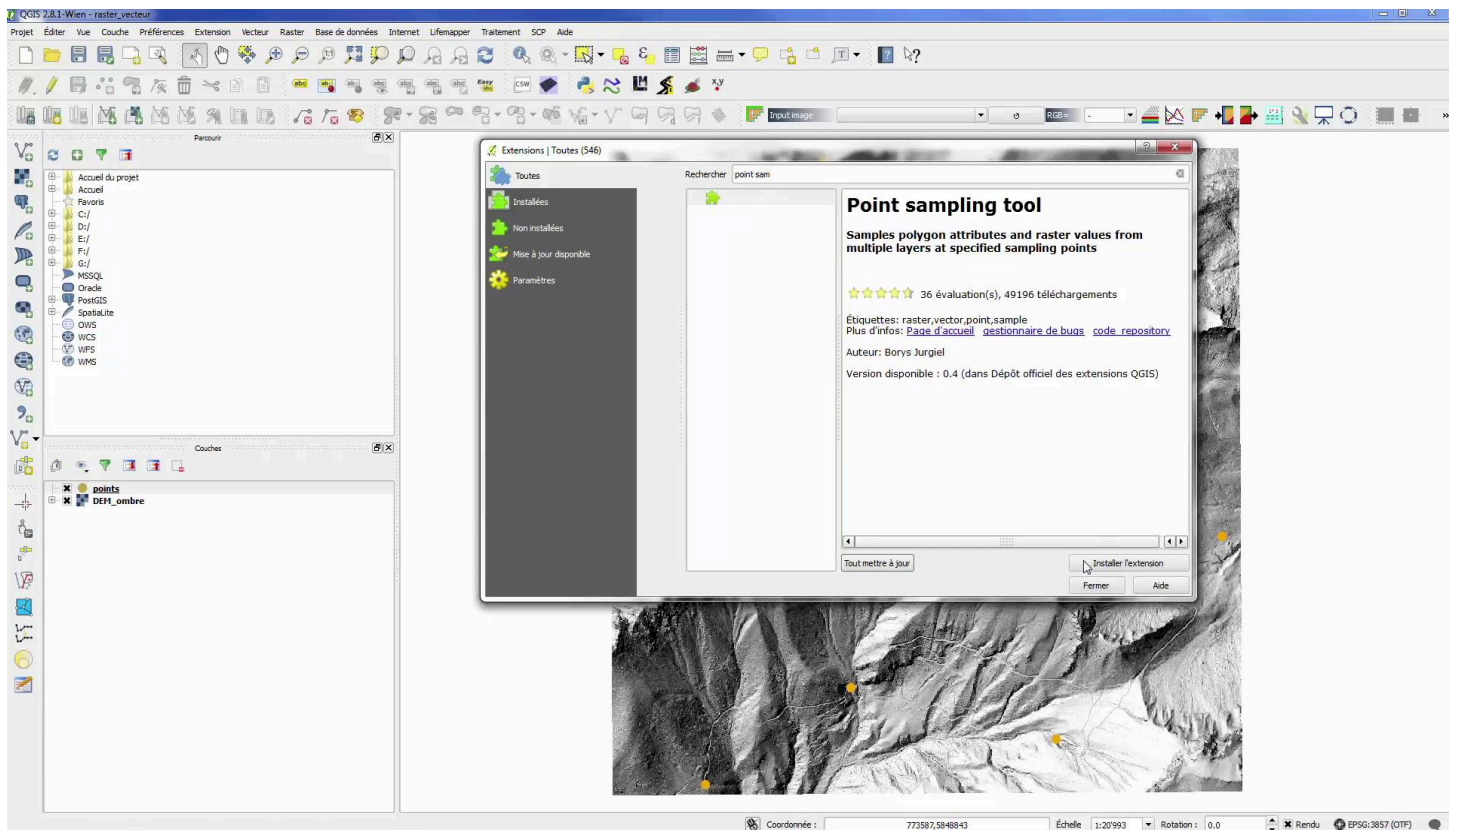 QGIS 2.8.1-Wien - raster_vecteur
Projet Éditer Vue Couche Préférences Extension Vecteur Raster Base de données Internet Lifemapper Traitement SCP Aide
Input image
RGB=
-
Parcourir
Accueil du projet
Accueil
Favoris
C:/
D:/
E:/
F:/
G:/
MSSQL
Oracle
PostGIS
SpatiaLite
OWS
WCS
WFS
WMS
Couches
points
DEM_ombre
Extensions | Toutes (546)
Toutes
Installées
Non installées
Mise à jour disponible
Paramètres
Rechercher point sam
Point sampling tool
Samples polygon attributes and raster values from
multiple layers at specified sampling points
36 évaluation(s), 49196 téléchargements
Étiquettes: raster,vector,point,sample
Plus d'infos: Page d'accueil gestionnaire de bugs code repository
Auteur: Borys Jurgiel
Version disponible : 0.4 (dans Dépôt officiel des extensions QGIS)
Tout mettre à jour
Installer l'extension
Fermer
Aide
Coordonnée : 773587,5848843 Échelle 1:20'993 Rotation : 0.0 Rendu EPSG:3857 (OTF)